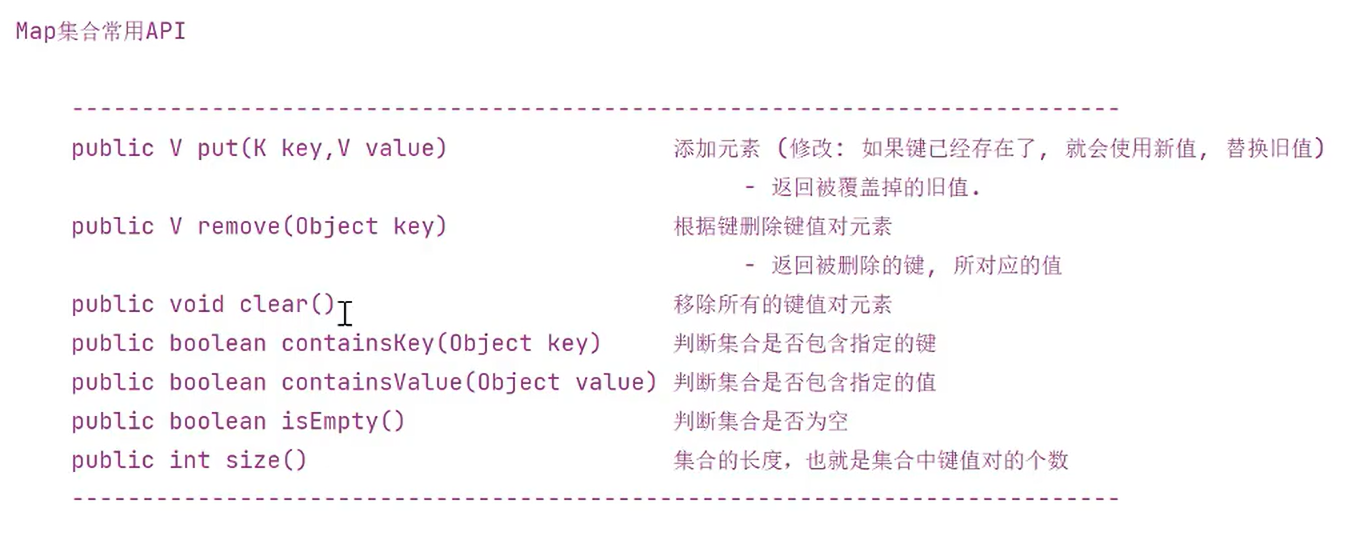 Map集合常用API
--------------------------------------------------------------------------
public V put(K key,V value) 添加元素 (修改: 如果键已经存在了, 就会使用新值, 替换旧值)
- 返回被覆盖掉的旧值.
public V remove(Object key) 根据键删除键值对元素
- 返回被删除的键, 所对应的值
public void clear() 移除所有的键值对元素
public boolean containsKey(Object key) 判断集合是否包含指定的键
public boolean containsValue(Object value) 判断集合是否包含指定的值
public boolean isEmpty() 判断集合是否为空
public int size() 集合的长度，也就是集合中键值对的个数
--------------------------------------------------------------------------